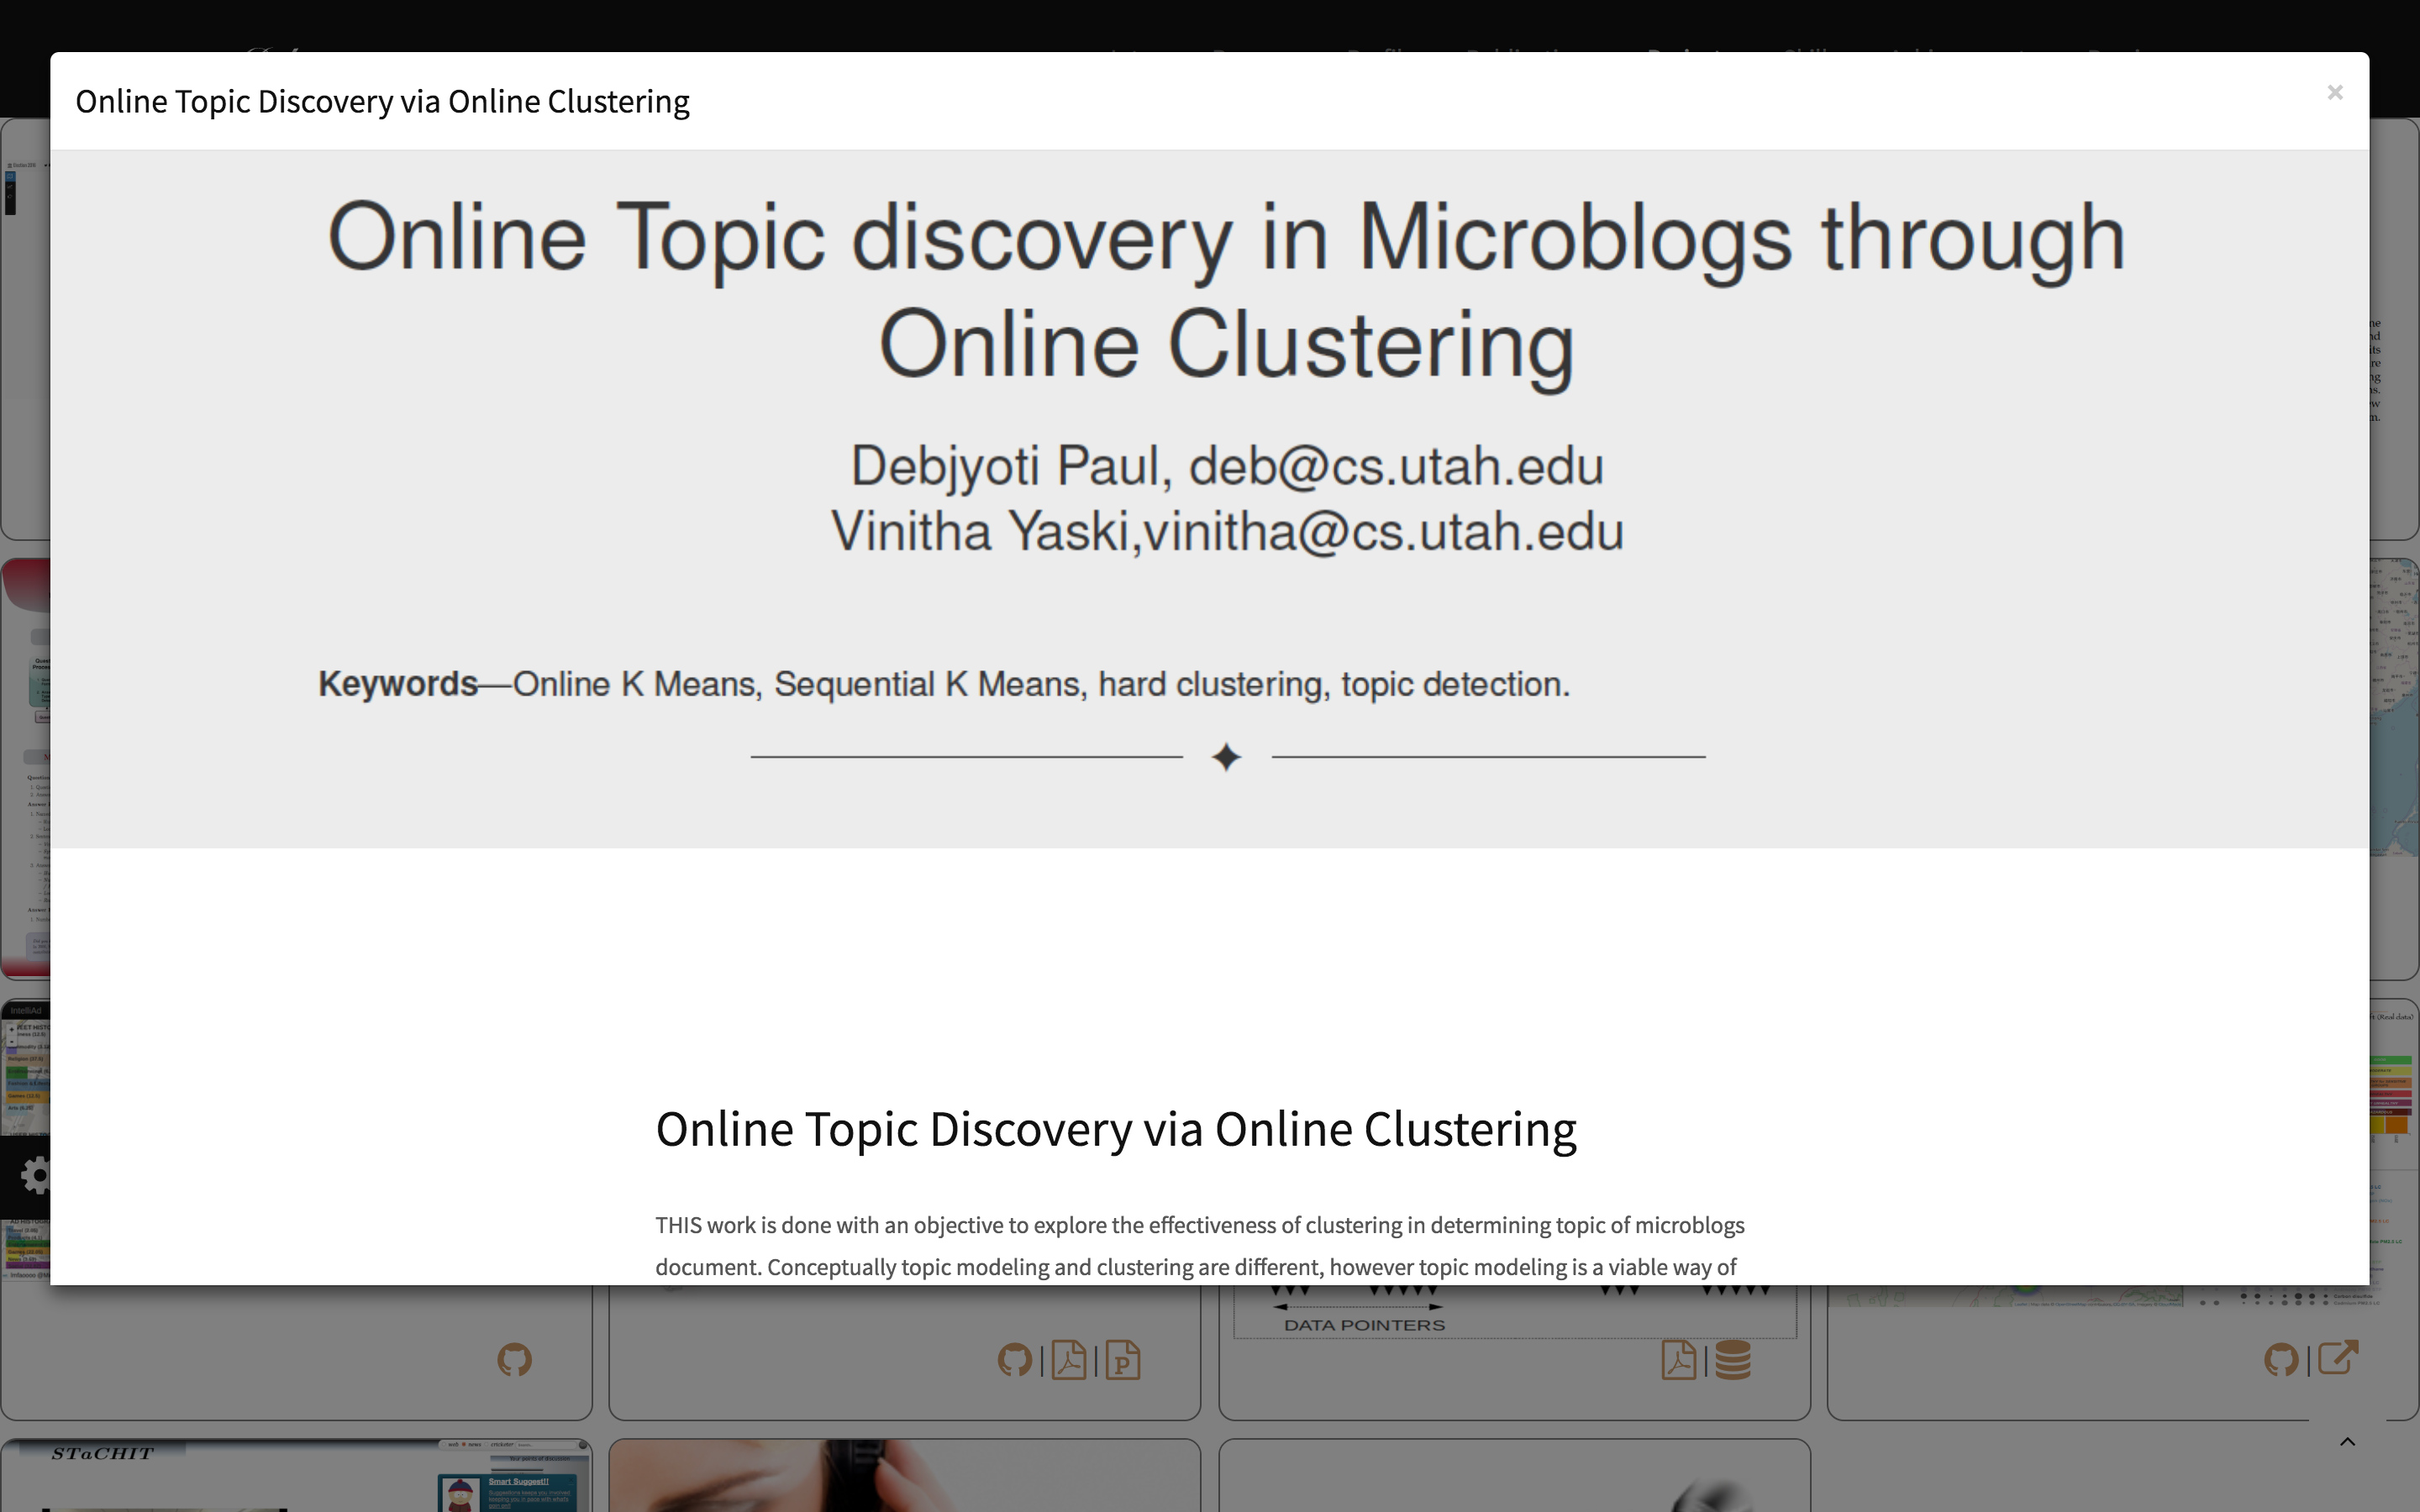 Online Topic Discovery via Online Clustering
×
Online Topic discovery in Microblogs through
Online Clustering
Debjyoti Paul, deb@cs.utah.edu
Vinitha Yaski,vinitha@cs.utah.edu
Keywords—Online K Means, Sequential K Means, hard clustering, topic detection.
Online Topic Discovery via Online Clustering
THIS work is done with an objective to explore the effectiveness of clustering in determining topic of microblogs
document. Conceptually topic modeling and clustering are different, however topic modeling is a viable way of
IntelliAd
DATA POINTERS
STaCHIT
Smart Suggest!!